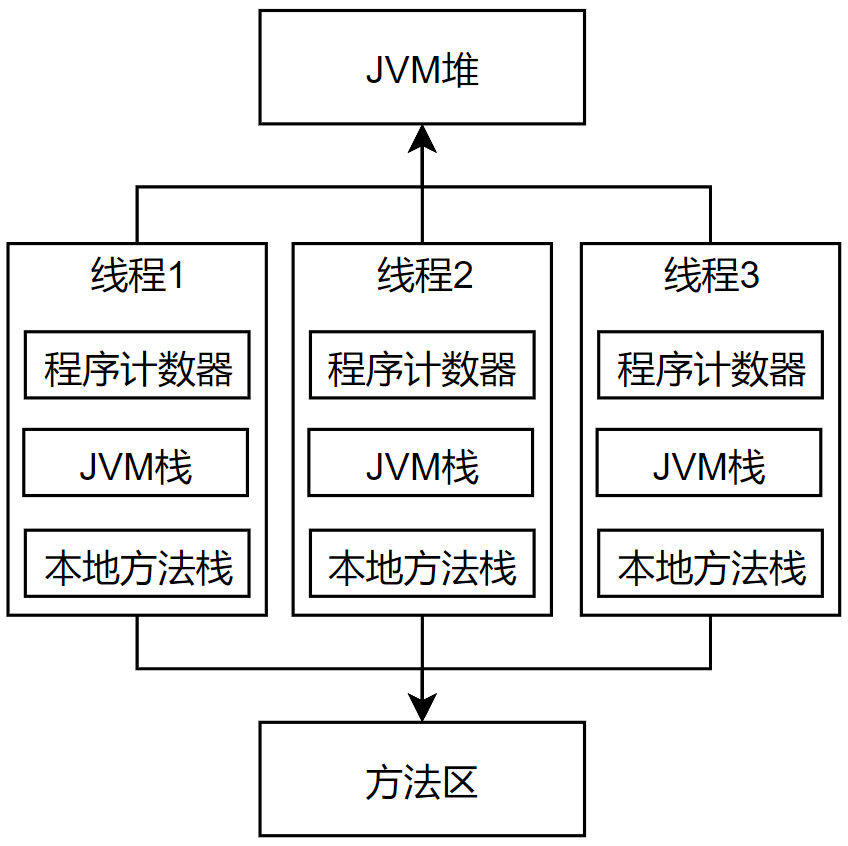 JVM堆
线程1
线程2
线程3
程序计数器
程序计数器
程序计数器
JVM栈
JVM栈
JVM栈
本地方法栈
本地方法栈
本地方法栈
方法区